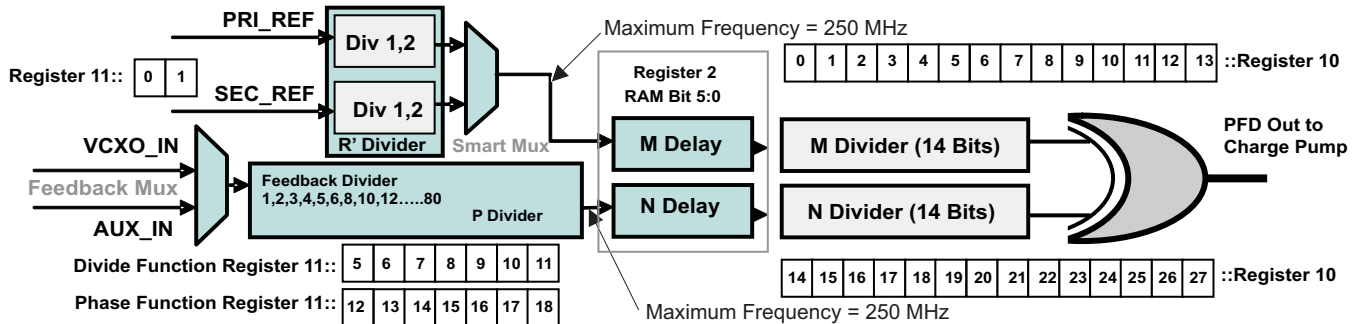 PRI_REF
Maximum Frequency = 250 MHz
Div 1,2
Register 11:: 0 1
SEC_REF
Div 1,2
R' Divider
Smart Mux
Register 2
RAM Bit 5:0
0 1 2 3 4 5 6 7 8 9 10 11 12 13 ::Register 10
M Delay
M Divider (14 Bits)
PFD Out to
Charge Pump
VCXO_IN
Feedback Mux
AUX_IN
Feedback Divider
1,2,3,4,5,6,8,10,12.....80
P Divider
N Delay
N Divider (14 Bits)
Divide Function Register 11:: 5 6 7 8 9 10 11
14 15 16 17 18 19 20 21 22 23 24 25 26 27 ::Register 10
Phase Function Register 11:: 12 13 14 15 16 17 18
Maximum Frequency = 250 MHz